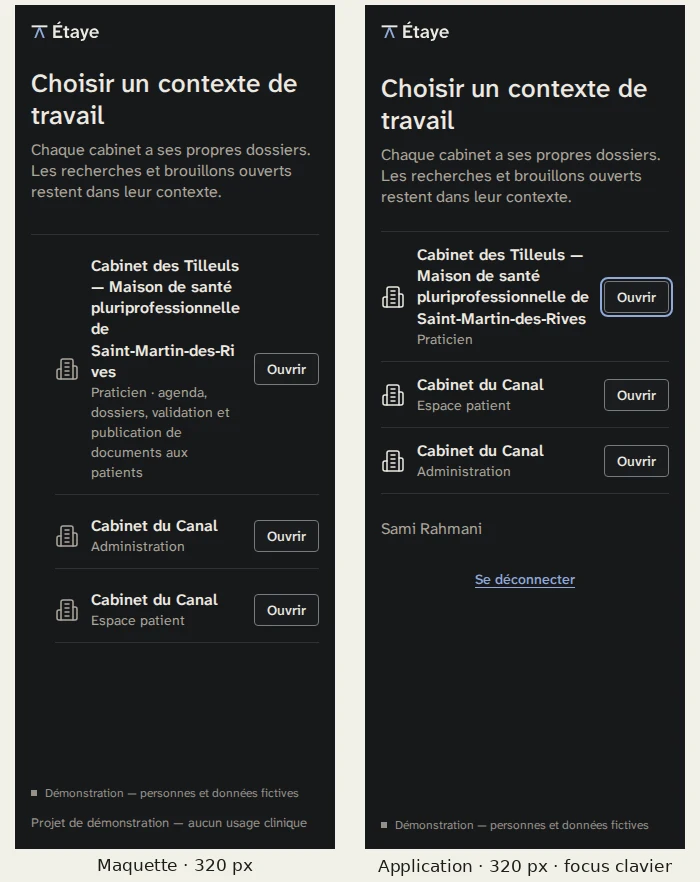 Étaye
Choisir un contexte de
travail
Chaque cabinet a ses propres dossiers.
Les recherches et brouillons ouverts
restent dans leur contexte.
Cabinet des Tilleuls
— Maison de santé
pluriprofessionnelle
de
Saint-Martin-des-Ri
ves
Praticien · agenda,
dossiers, validation et
publication de
documents aux
patients
Ouvrir
Cabinet du Canal
Administration
Ouvrir
Cabinet du Canal
Espace patient
Ouvrir
Démonstration — personnes et données fictives
Projet de démonstration — aucun usage clinique
Maquette · 320 px
Étaye
Choisir un contexte de
travail
Chaque cabinet a ses propres dossiers.
Les recherches et brouillons ouverts
restent dans leur contexte.
Cabinet des Tilleuls —
Maison de santé
pluriprofessionnelle de
Saint-Martin-des-Rives
Praticien
Ouvrir
Cabinet du Canal
Espace patient
Ouvrir
Cabinet du Canal
Administration
Ouvrir
Sami Rahmani
Se déconnecter
Démonstration — personnes et données fictives
Application · 320 px · focus clavier